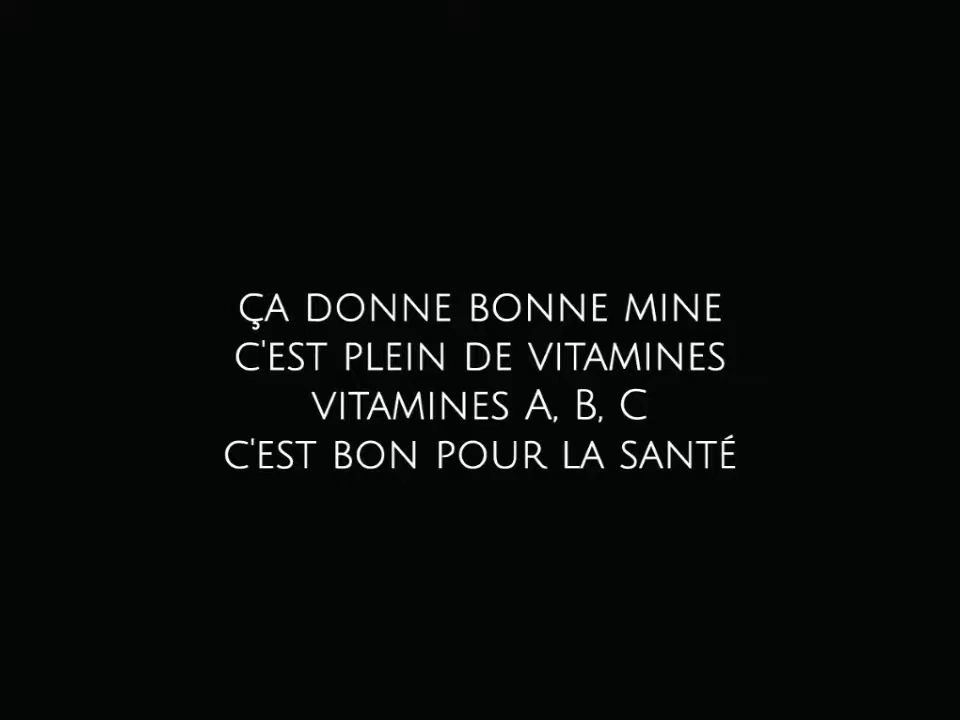 ÇA DONNE BONNE MINE
C'EST PLEIN DE VITAMINES
VITAMINES A, B, C
C'EST BON POUR LA SANTÉ